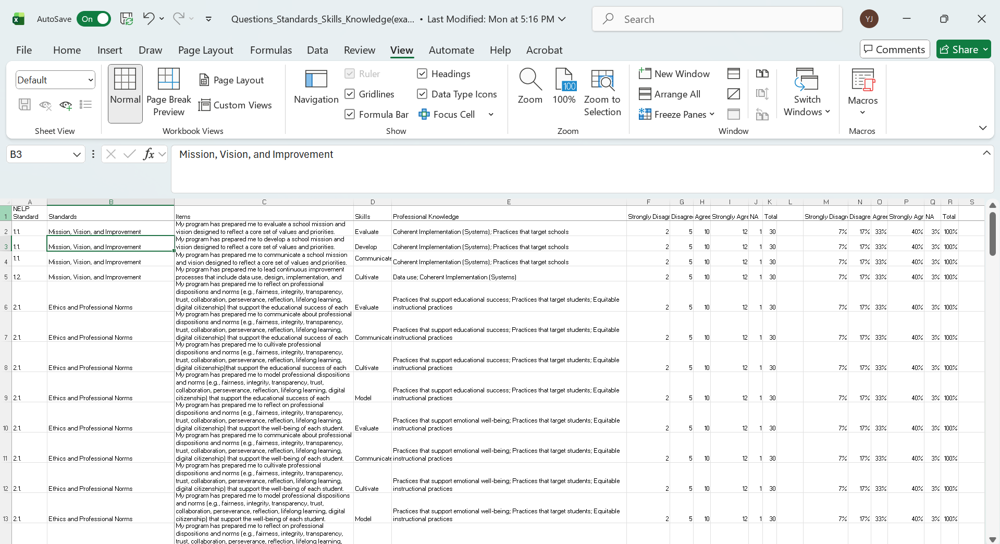 AutoSave On Questions_Standards_Skills_Knowledge(exa... • Last Modified: Mon at 5:16 PM Search YJ
File Home Insert Draw Page Layout Formulas Data Review View Automate Help Acrobat Comments Share
Default
Sheet View
Normal
Page Break Preview
Page Layout
Custom Views
Workbook Views
Navigation
Ruler
Gridlines
Formula Bar
Headings
Data Type Icons
Focus Cell
Show
Zoom
100
100%
Zoom to Selection
Zoom
New Window
Arrange All
Freeze Panes
Switch Windows
Window
Macros
Macros
B3 fx Mission, Vision, and Improvement
A B C D E F G H I J K L M N O P Q R S
1 NELP Standard Standards Items Skills Professional Knowledge Strongly Disagr Disagre Agree Strongly Agre NA Total Strongly Disagre Disagre Agree Strongly Agr NA Total
2 1.1. Mission, Vision, and Improvement My program has prepared me to evaluate a school mission and vision designed to reflect a core set of values and priorities. Evaluate Coherent Implementation (Systems); Practices that target schools 2 5 10 12 1 30 7% 17% 33% 40% 3% 100%
3 1.1. Mission, Vision, and Improvement My program has prepared me to develop a school mission and vision designed to reflect a core set of values and priorities. Develop Coherent Implementation (Systems); Practices that target schools 2 5 10 12 1 30 7% 17% 33% 40% 3% 100%
4 1.1. Mission, Vision, and Improvement My program has prepared me to communicate a school mission and vision designed to reflect a core set of values and priorities. Communicate Coherent Implementation (Systems); Practices that target schools 2 5 10 12 1 30 7% 17% 33% 40% 3% 100%
5 1.2. Mission, Vision, and Improvement My program has prepared me to lead continuous improvement processes that include data use, design, implementation, and Cultivate Data use; Coherent Implementation (Systems) 2 5 10 12 1 30 7% 17% 33% 40% 3% 100%
6 2.1. Ethics and Professional Norms My program has prepared me to reflect on professional dispositions and norms (e.g., fairness, integrity, transparency, trust, collaboration, perseverance, reflection, lifelong learning, digital citizenship) that support the educational success of each Evaluate Practices that support educational success; Practices that target students; Equitable instructional practices 2 5 10 12 1 30 7% 17% 33% 40% 3% 100%
7 2.1. Ethics and Professional Norms My program has prepared me to communicate about professional dispositions and norms (e.g., fairness, integrity, transparency, trust, collaboration, perseverance, reflection, lifelong learning, digital citizenship) that support the educational success of each Communicate Practices that support educational success; Practices that target students; Equitable instructional practices 2 5 10 12 1 30 7% 17% 33% 40% 3% 100%
8 2.1. Ethics and Professional Norms My program has prepared me to cultivate professional dispositions and norms (e.g., fairness, integrity, transparency, trust, collaboration, perseverance, reflection, lifelong learning, digital citizenship)that support the educational success of each Cultivate Practices that support educational success; Practices that target students; Equitable instructional practices 2 5 10 12 1 30 7% 17% 33% 40% 3% 100%
9 2.1. Ethics and Professional Norms My program has prepared me to model professional dispositions and norms (e.g., fairness, integrity, transparency, trust, collaboration, perseverance, reflection, lifelong learning, digital citizenship) that support the educational success of each Model Practices that support educational success; Practices that target students; Equitable instructional practices 2 5 10 12 1 30 7% 17% 33% 40% 3% 100%
10 2.1. Ethics and Professional Norms My program has prepared me to reflect on professional dispositions and norms (e.g., fairness, integrity, transparency, trust, collaboration, perseverance, reflection, lifelong learning, digital citizenship) that support the well-being of each student. Evaluate Practices that support emotional well-being; Practices that target students; Equitable instructional practices 2 5 10 12 1 30 7% 17% 33% 40% 3% 100%
11 2.1. Ethics and Professional Norms My program has prepared me to communicate about professional dispositions and norms (e.g., fairness, integrity, transparency, trust, collaboration, perseverance, reflection, lifelong learning, digital citizenship) that support the well-being of each student. Communicate Practices that support emotional well-being; Practices that target students; Equitable instructional practices 2 5 10 12 1 30 7% 17% 33% 40% 3% 100%
12 2.1. Ethics and Professional Norms My program has prepared me to cultivate professional dispositions and norms (e.g., fairness, integrity, transparency, trust, collaboration, perseverance, reflection, lifelong learning, digital citizenship) that support the well-being of each student. Cultivate Practices that support emotional well-being; Practices that target students; Equitable instructional practices 2 5 10 12 1 30 7% 17% 33% 40% 3% 100%
13 2.1. Ethics and Professional Norms My program has prepared me to model professional dispositions and norms (e.g., fairness, integrity, transparency, trust, collaboration, perseverance, reflection, lifelong learning, digital citizenship) that support the well-being of each student. Model Practices that support emotional well-being; Practices that target students; Equitable instructional practices 2 5 10 12 1 30 7% 17% 33% 40% 3% 100%
My program has prepared me to reflect on professional dispositions and norms (e.g., fairness, integrity, transparency, trust, collaboration, perseverance, reflection, lifelong learning,